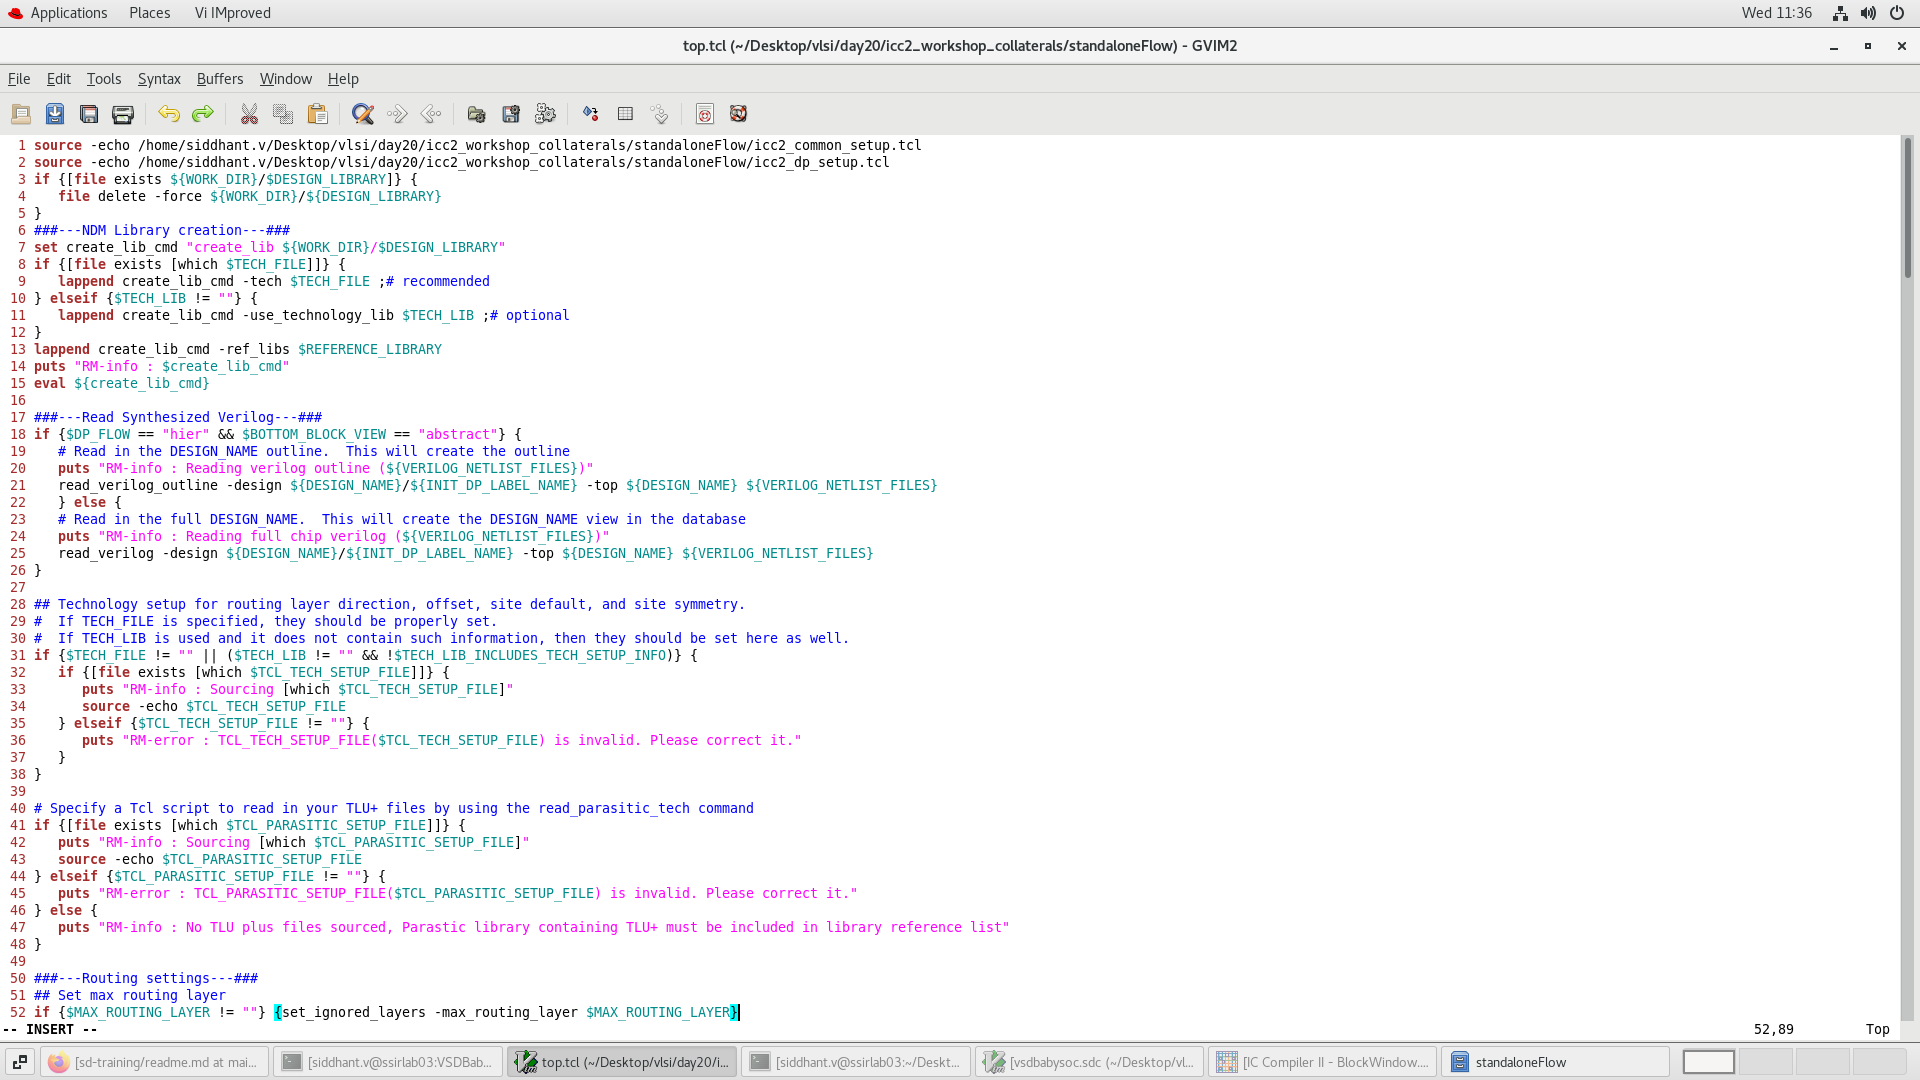 Applications Places Vi IMproved Wed 11:36
top.tcl (~/Desktop/vlsi/day20/icc2_workshop_collaterals/standaloneFlow) - GVIM2
File Edit Tools Syntax Buffers Window Help
1 source -echo /home/siddhant.v/Desktop/vlsi/day20/icc2_workshop_collaterals/standaloneFlow/icc2_common_setup.tcl
2 source -echo /home/siddhant.v/Desktop/vlsi/day20/icc2_workshop_collaterals/standaloneFlow/icc2_dp_setup.tcl
3 if {[file exists ${WORK_DIR}/$DESIGN_LIBRARY]} {
4    file delete -force ${WORK_DIR}/${DESIGN_LIBRARY}
5 }
6 ###---NDM Library creation---###
7 set create_lib_cmd "create_lib ${WORK_DIR}/$DESIGN_LIBRARY"
8 if {[file exists [which $TECH_FILE]]} {
9    lappend create_lib_cmd -tech $TECH_FILE ;# recommended
10 } elseif {$TECH_LIB != ""} {
11    lappend create_lib_cmd -use_technology_lib $TECH_LIB ;# optional
12 }
13 lappend create_lib_cmd -ref_libs $REFERENCE_LIBRARY
14 puts "RM-info : $create_lib_cmd"
15 eval ${create_lib_cmd}
16
17 ###---Read Synthesized Verilog---###
18 if {$DP_FLOW == "hier" && $BOTTOM_BLOCK_VIEW == "abstract"} {
19    # Read in the DESIGN_NAME outline.  This will create the outline
20    puts "RM-info : Reading verilog outline (${VERILOG_NETLIST_FILES})"
21    read_verilog_outline -design ${DESIGN_NAME}/${INIT_DP_LABEL_NAME} -top ${DESIGN_NAME} ${VERILOG_NETLIST_FILES}
22    } else {
23    # Read in the full DESIGN_NAME.  This will create the DESIGN_NAME view in the database
24    puts "RM-info : Reading full chip verilog (${VERILOG_NETLIST_FILES})"
25    read_verilog -design ${DESIGN_NAME}/${INIT_DP_LABEL_NAME} -top ${DESIGN_NAME} ${VERILOG_NETLIST_FILES}
26 }
27
28 ## Technology setup for routing layer direction, offset, site default, and site symmetry.
29 #  If TECH_FILE is specified, they should be properly set.
30 #  If TECH_LIB is used and it does not contain such information, then they should be set here as well.
31 if {$TECH_FILE != "" || ($TECH_LIB != "" && !$TECH_LIB_INCLUDES_TECH_SETUP_INFO)} {
32    if {[file exists [which $TCL_TECH_SETUP_FILE]]} {
33       puts "RM-info : Sourcing [which $TCL_TECH_SETUP_FILE]"
34       source -echo $TCL_TECH_SETUP_FILE
35    } elseif {$TCL_TECH_SETUP_FILE != ""} {
36       puts "RM-error : TCL_TECH_SETUP_FILE($TCL_TECH_SETUP_FILE) is invalid. Please correct it."
37    }
38 }
39
40 # Specify a Tcl script to read in your TLU+ files by using the read_parasitic_tech command
41 if {[file exists [which $TCL_PARASITIC_SETUP_FILE]]} {
42    puts "RM-info : Sourcing [which $TCL_PARASITIC_SETUP_FILE]"
43    source -echo $TCL_PARASITIC_SETUP_FILE
44 } elseif {$TCL_PARASITIC_SETUP_FILE != ""} {
45    puts "RM-error : TCL_PARASITIC_SETUP_FILE($TCL_PARASITIC_SETUP_FILE) is invalid. Please correct it."
46 } else {
47    puts "RM-info : No TLU plus files sourced, Parastic library containing TLU+ must be included in library reference list"
48 }
49
50 ###---Routing settings---###
51 ## Set max routing layer
52 if {$MAX_ROUTING_LAYER != ""} {set_ignored_layers -max_routing_layer $MAX_ROUTING_LAYER}
-- INSERT -- 52,89 Top
[sd-training/readme.md at mai... [siddhant.v@ssirlab03:VSDBab... top.tcl (~/Desktop/vlsi/day20/i... [siddhant.v@ssirlab03:~/Deskt... [vsdbabysoc.sdc (~/Desktop/vl... [IC Compiler II - BlockWindow.... standaloneFlow